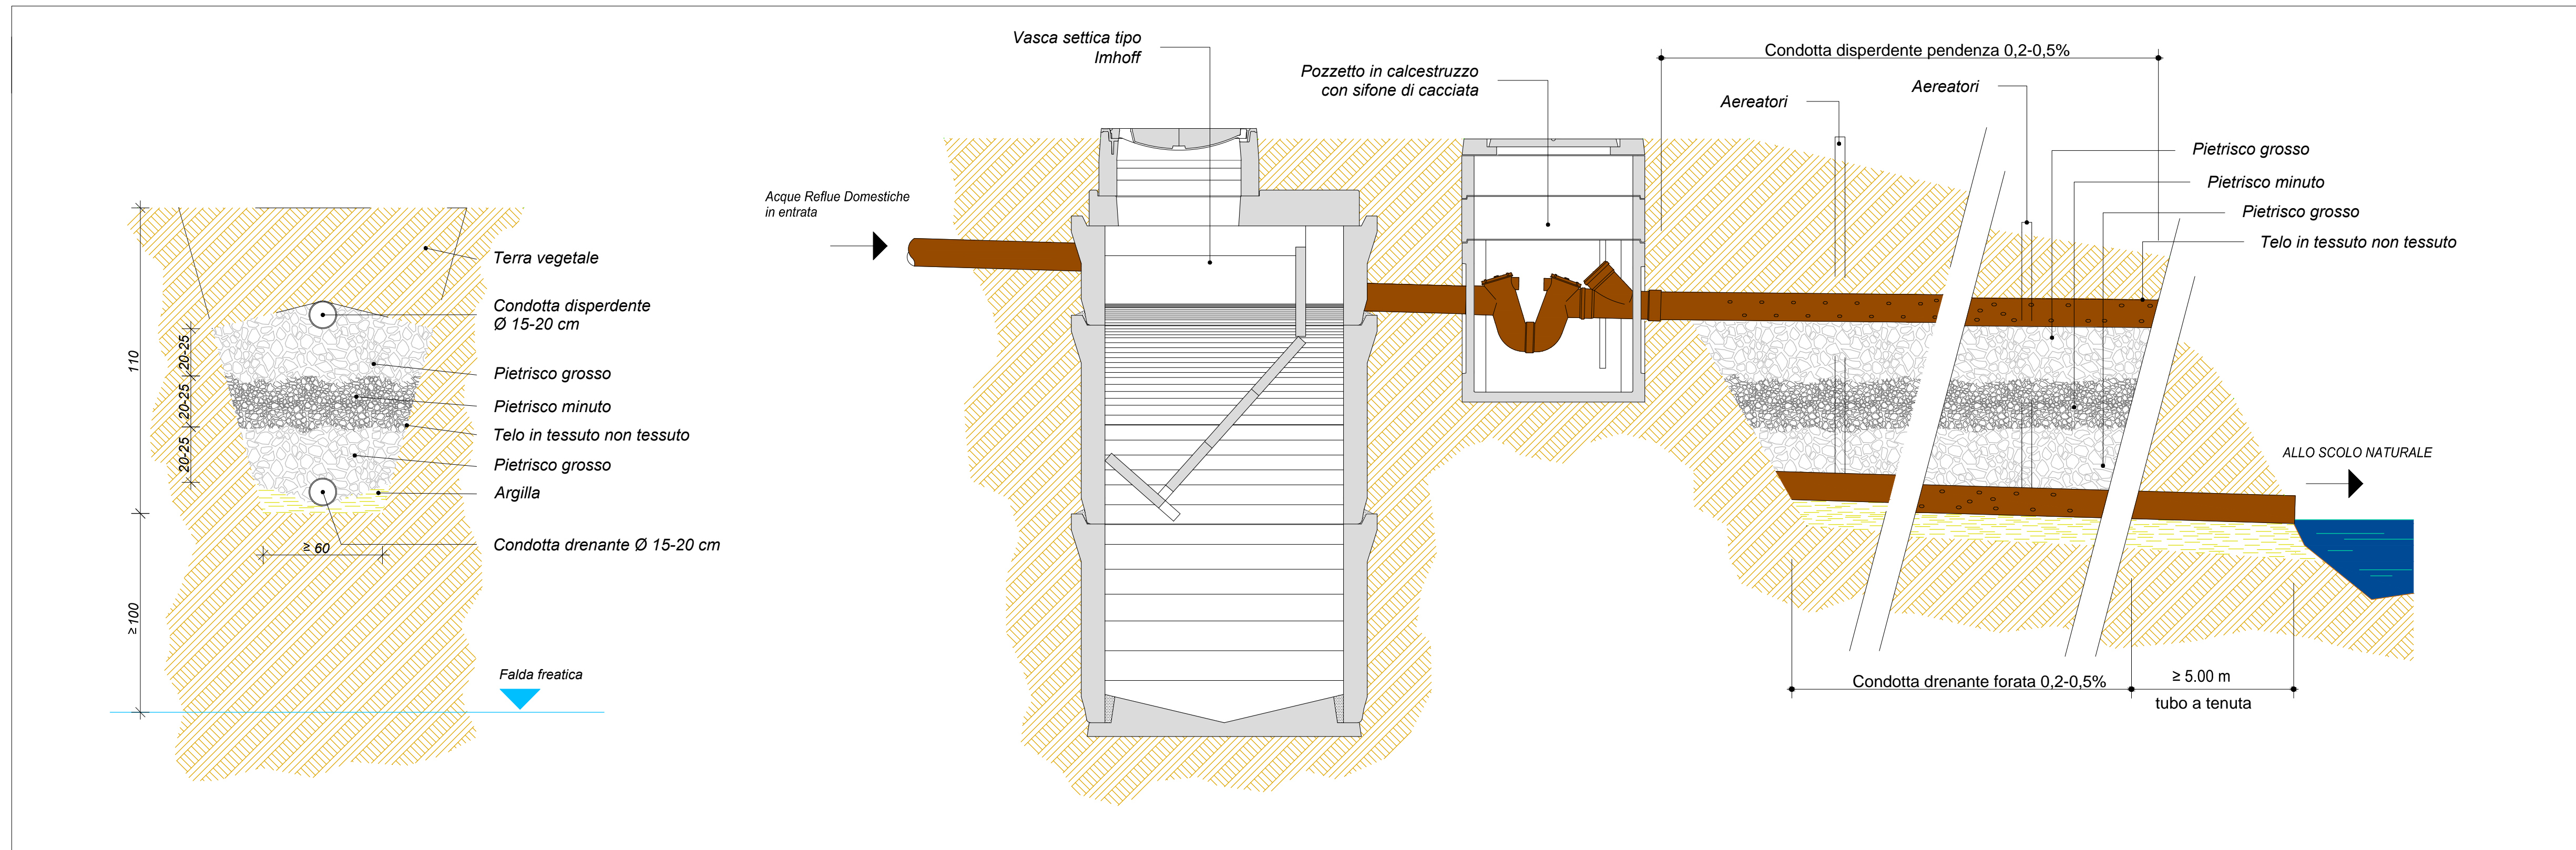 110
≥100
20-25
20-25
20-25
≥ 60
Terra vegetale
Condotta disperdente
Ø 15-20 cm
Pietrisco grosso
Pietrisco minuto
Telo in tessuto non tessuto
Pietrisco grosso
Argilla
Condotta drenante Ø 15-20 cm
Falda freatica
Acque Reflue Domestiche
in entrata
Vasca settica tipo
Imhoff
Pozzetto in calcestruzzo
con sifone di cacciata
Condotta disperdente pendenza 0,2-0,5%
Aereatori
Aereatori
Pietrisco grosso
Pietrisco minuto
Pietrisco grosso
Telo in tessuto non tessuto
ALLO SCOLO NATURALE
Condotta drenante forata 0,2-0,5%
≥ 5.00 m
tubo a tenuta